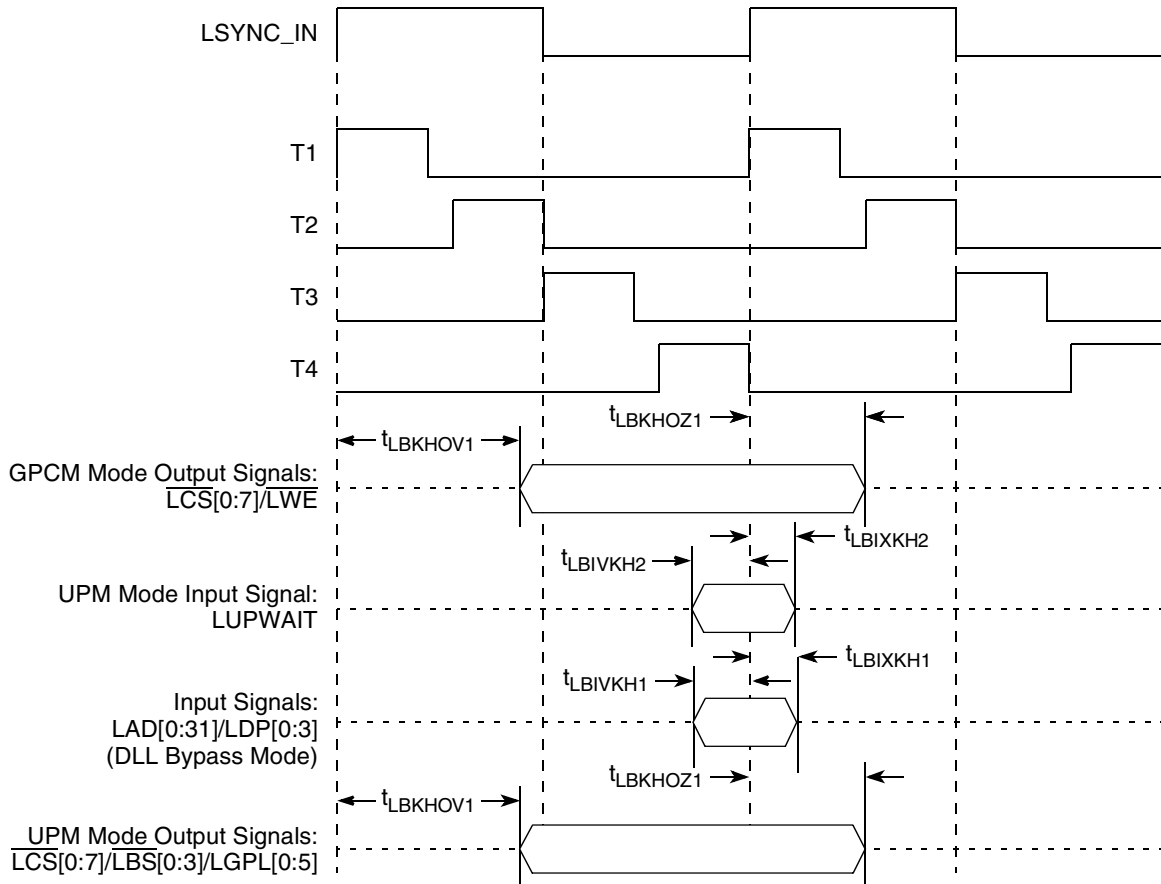 LSYNC_IN
T1
T2
T3
T4
tLBKHOZ1
tLBKHOV1
GPCM Mode Output Signals:
LCS[0:7]/LWE
tLBIXKH2
tLBIVKH2
UPM Mode Input Signal:
LUPWAIT
tLBIXKH1
tLBIVKH1
Input Signals:
LAD[0:31]/LDP[0:3]
(DLL Bypass Mode)
tLBKHOZ1
tLBKHOV1
UPM Mode Output Signals:
LCS[0:7]/LBS[0:3]/LGPL[0:5]